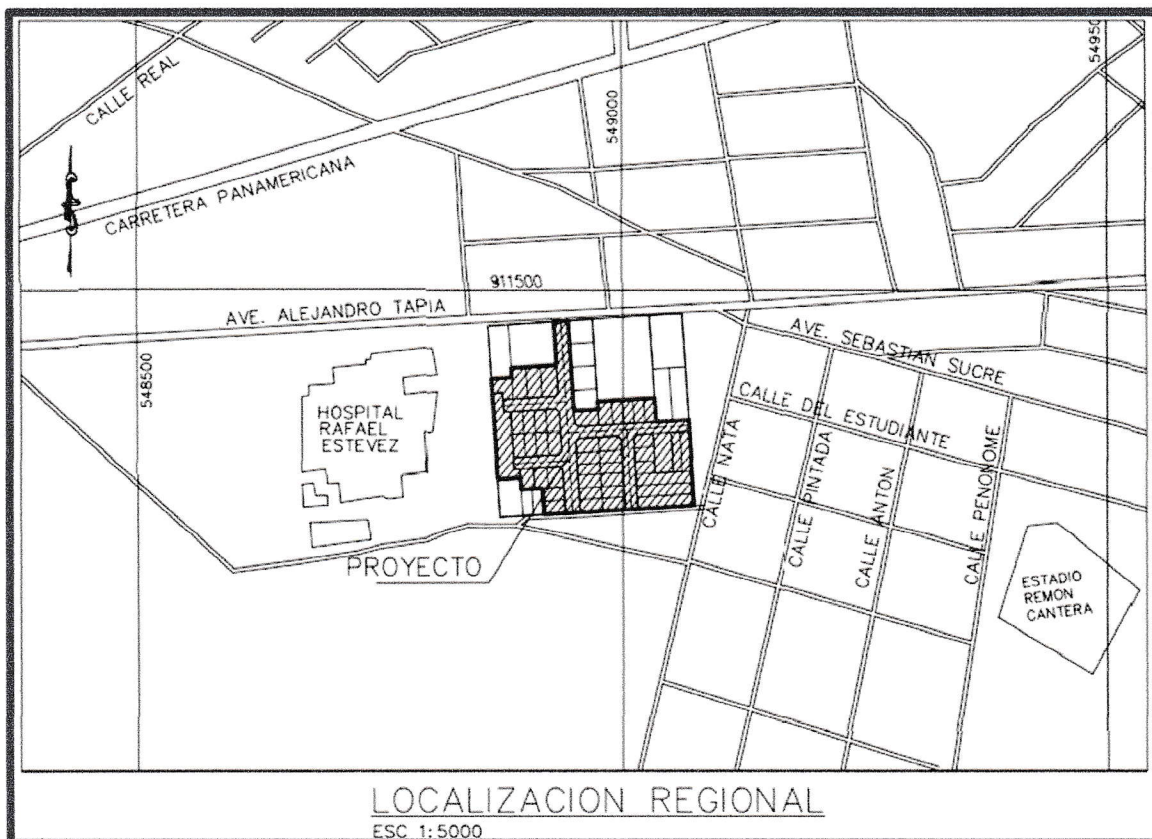 CALLE REAL
CARRETERA PANAMERICANA
549000
54950
911500
AVE. ALEJANDRO TAPIA
548500
AVE. SEBASTIAN SUCRE
HOSPITAL
RAFAEL
ESTEVEZ
CALLE DEL ESTUDIANTE
CALLE NATA
CALLE PINTADA
CALLE ANTON
CALLE PENONOME
PROYECTO
ESTADIO
REMON
CANTERA
LOCALIZACION REGIONAL
ESC 1:5000